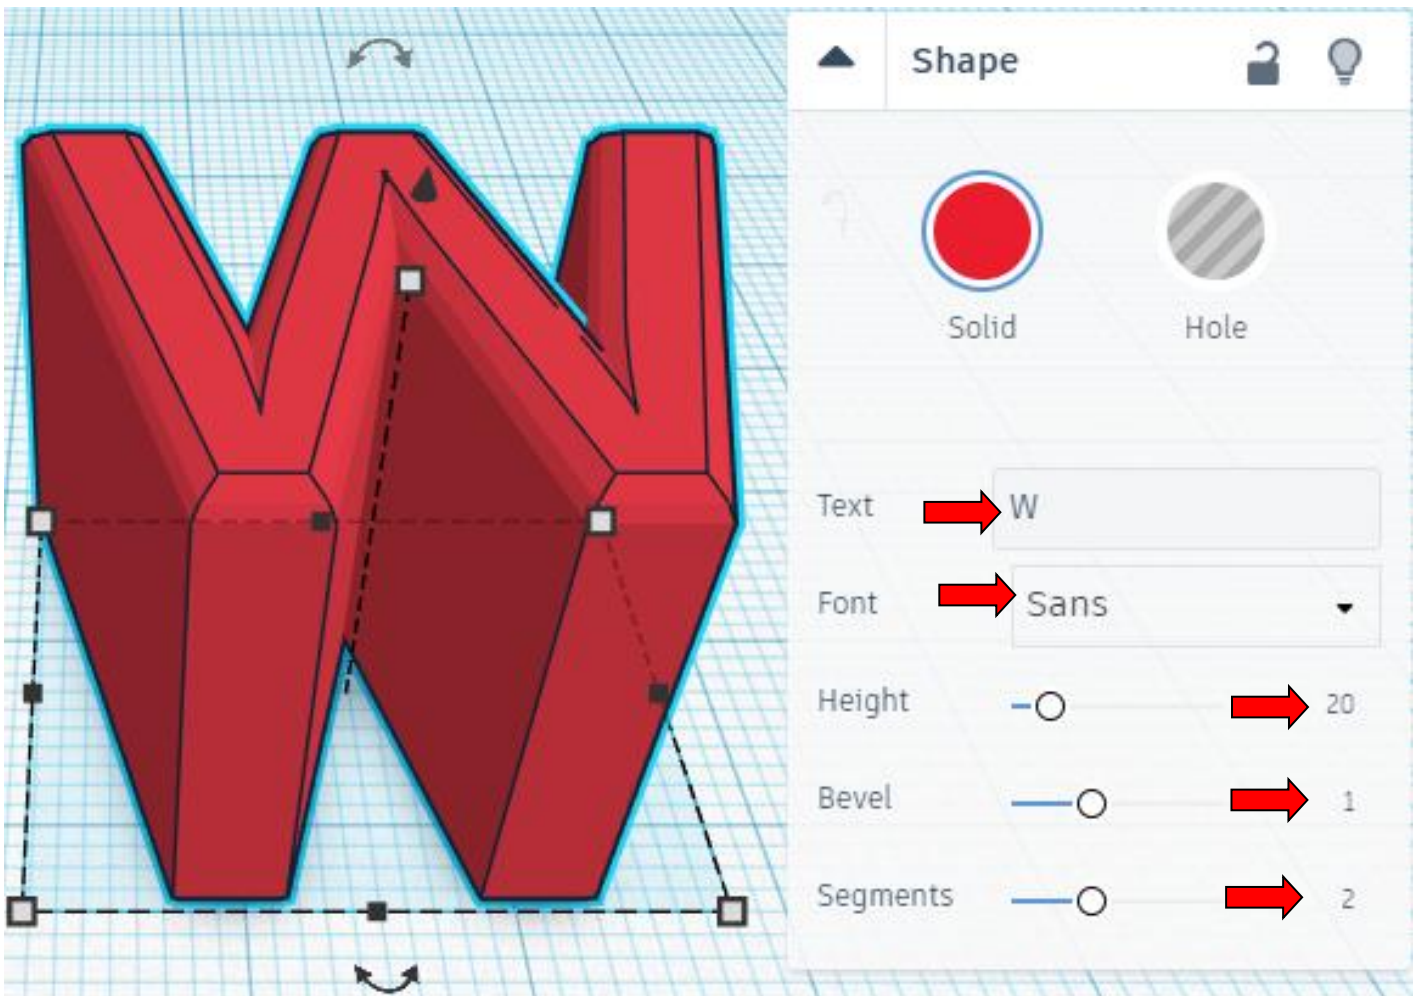 Shape
Solid
Hole
Text W
Font Sans
Height 20
Bevel 1
Segments 2